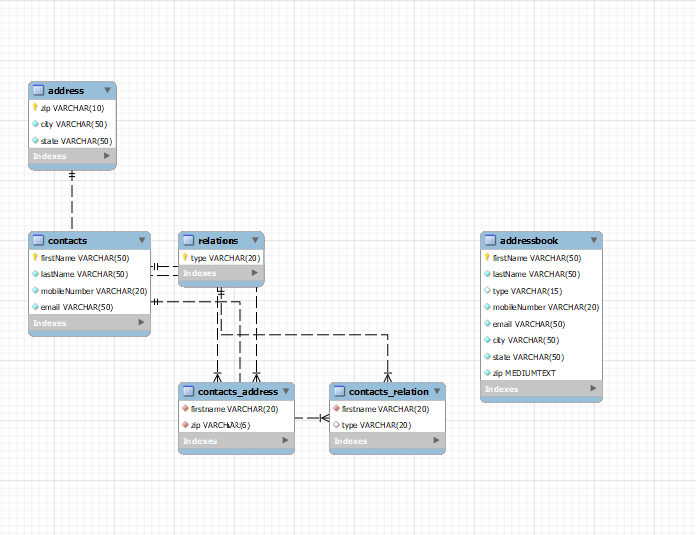 address
zip VARCHAR(10)
city VARCHAR(50)
state VARCHAR(50)
Indexes
contacts
firstName VARCHAR(50)
lastName VARCHAR(50)
mobileNumber VARCHAR(20)
email VARCHAR(50)
Indexes
relations
type VARCHAR(20)
Indexes
addressbook
firstName VARCHAR(50)
lastName VARCHAR(50)
type VARCHAR(15)
mobileNumber VARCHAR(20)
email VARCHAR(50)
city VARCHAR(50)
state VARCHAR(50)
zip MEDIUMTEXT
Indexes
contacts_address
firstname VARCHAR(20)
zip VARCHAR(6)
Indexes
contacts_relation
firstname VARCHAR(20)
type VARCHAR(20)
Indexes